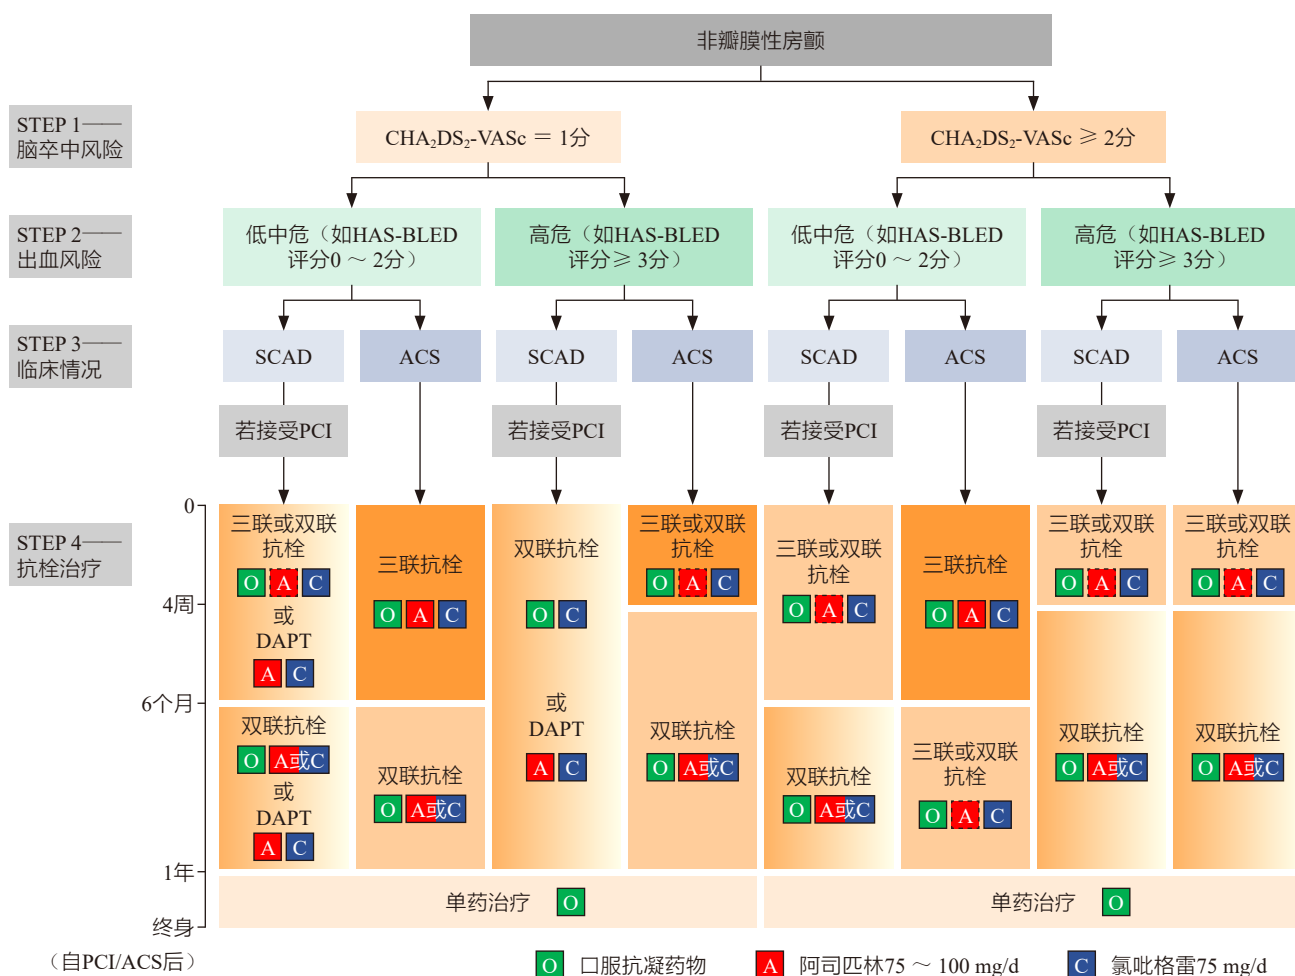 非瓣膜性房颤
STEP 1——
脑卒中风险
CHA₂DS₂-VASc = 1分
CHA₂DS₂-VASc ≥ 2分
STEP 2——
出血风险
低中危（如HAS-BLED
评分0 ～ 2分）
高危（如HAS-BLED
评分≥ 3分）
低中危（如HAS-BLED
评分0 ～ 2分）
高危（如HAS-BLED
评分≥ 3分）
STEP 3——
临床情况
SCAD
ACS
SCAD
ACS
SCAD
ACS
SCAD
ACS
若接受PCI
若接受PCI
若接受PCI
若接受PCI
STEP 4——
抗栓治疗
0
4周
6个月
1年
终身
（自PCI/ACS后）
三联或双联
抗栓
O A C
或
DAPT
A C
双联抗栓
O A或C
或
DAPT
A C
三联抗栓
O A C
双联抗栓
O A或C
双联抗栓
O C
或
DAPT
A C
三联或双联
抗栓
O A C
双联抗栓
O A或C
三联或双联
抗栓
O A C
双联抗栓
O A或C
三联抗栓
O A C
三联或双联
抗栓
O A C
三联或双联
抗栓
O A C
双联抗栓
O A或C
三联或双联
抗栓
O A C
双联抗栓
O A或C
单药治疗 O
单药治疗 O
O 口服抗凝药物
A 阿司匹林75 ～ 100 mg/d
C 氯吡格雷75 mg/d